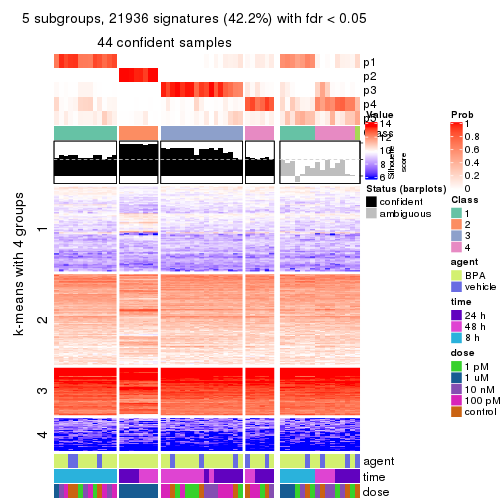 5 subgroups, 21936 signatures (42.2%) with fdr < 0.05
44 confident samples
p1
p2
p3
p4
k-means with 4 groups
1
2
3
4
agent
time
dose
Value
14
12
10
8
6
Silhouette
score
Status (barplots)
confident
ambiguous
Prob
1
0.8
0.6
0.4
0.2
0
Class
1
2
3
4
agent
BPA
vehicle
time
24 h
48 h
8 h
dose
1 pM
1 uM
10 nM
100 pM
control